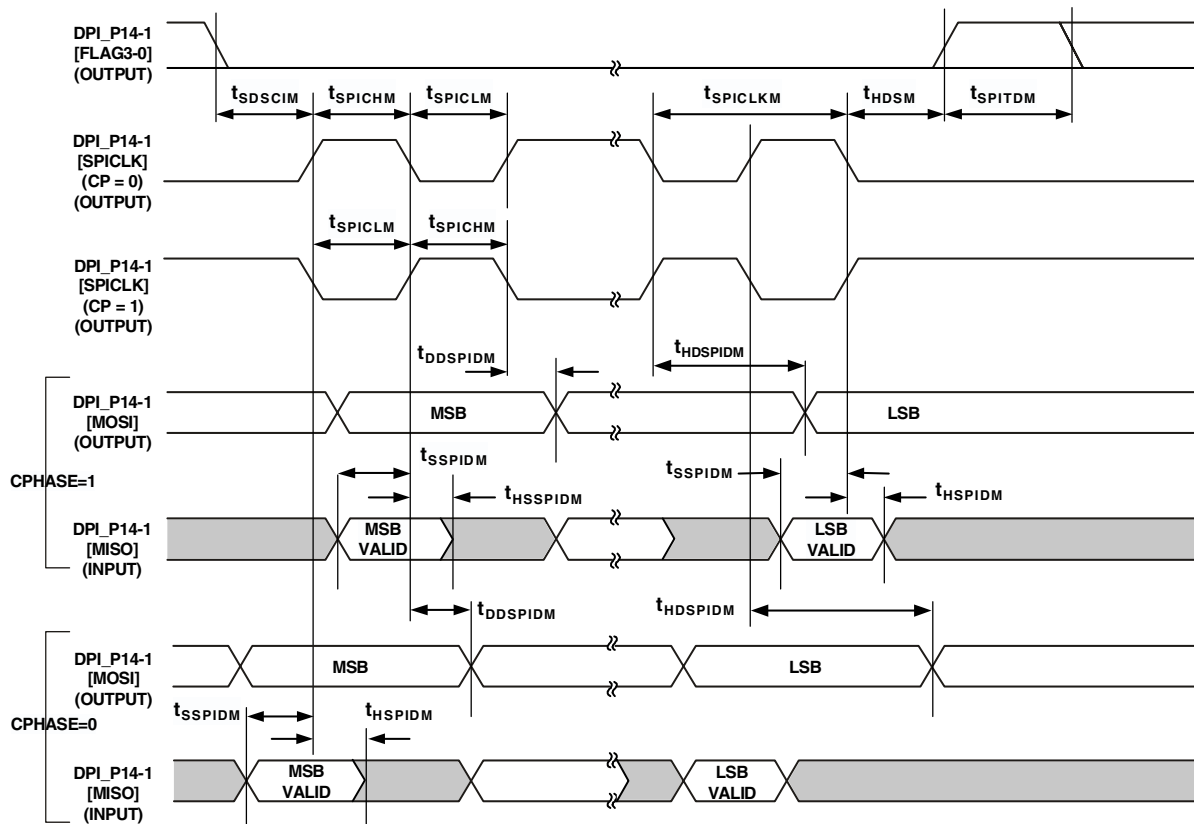 DPI_P14-1
[FLAG3-0]
(OUTPUT)
tSDSCIM tSPICHM tSPICLM tSPICLKM tHDSM tSPITDM
DPI_P14-1
[SPICLK]
(CP = 0)
(OUTPUT)
tSPICLM tSPICHM
DPI_P14-1
[SPICLK]
(CP = 1)
(OUTPUT)
tDDSPIDM tHDSPIDM
DPI_P14-1
[MOSI]
(OUTPUT)
MSB LSB
CPHASE=1
tSSPIDM tHSSPIDM tSSPIDM tHSPIDM
DPI_P14-1
[MISO]
(INPUT)
MSB
VALID
LSB
VALID
tDDSPIDM tHDSPIDM
DPI_P14-1
[MOSI]
(OUTPUT)
MSB LSB
CPHASE=0
tSSPIDM tHSPIDM
DPI_P14-1
[MISO]
(INPUT)
MSB
VALID
LSB
VALID